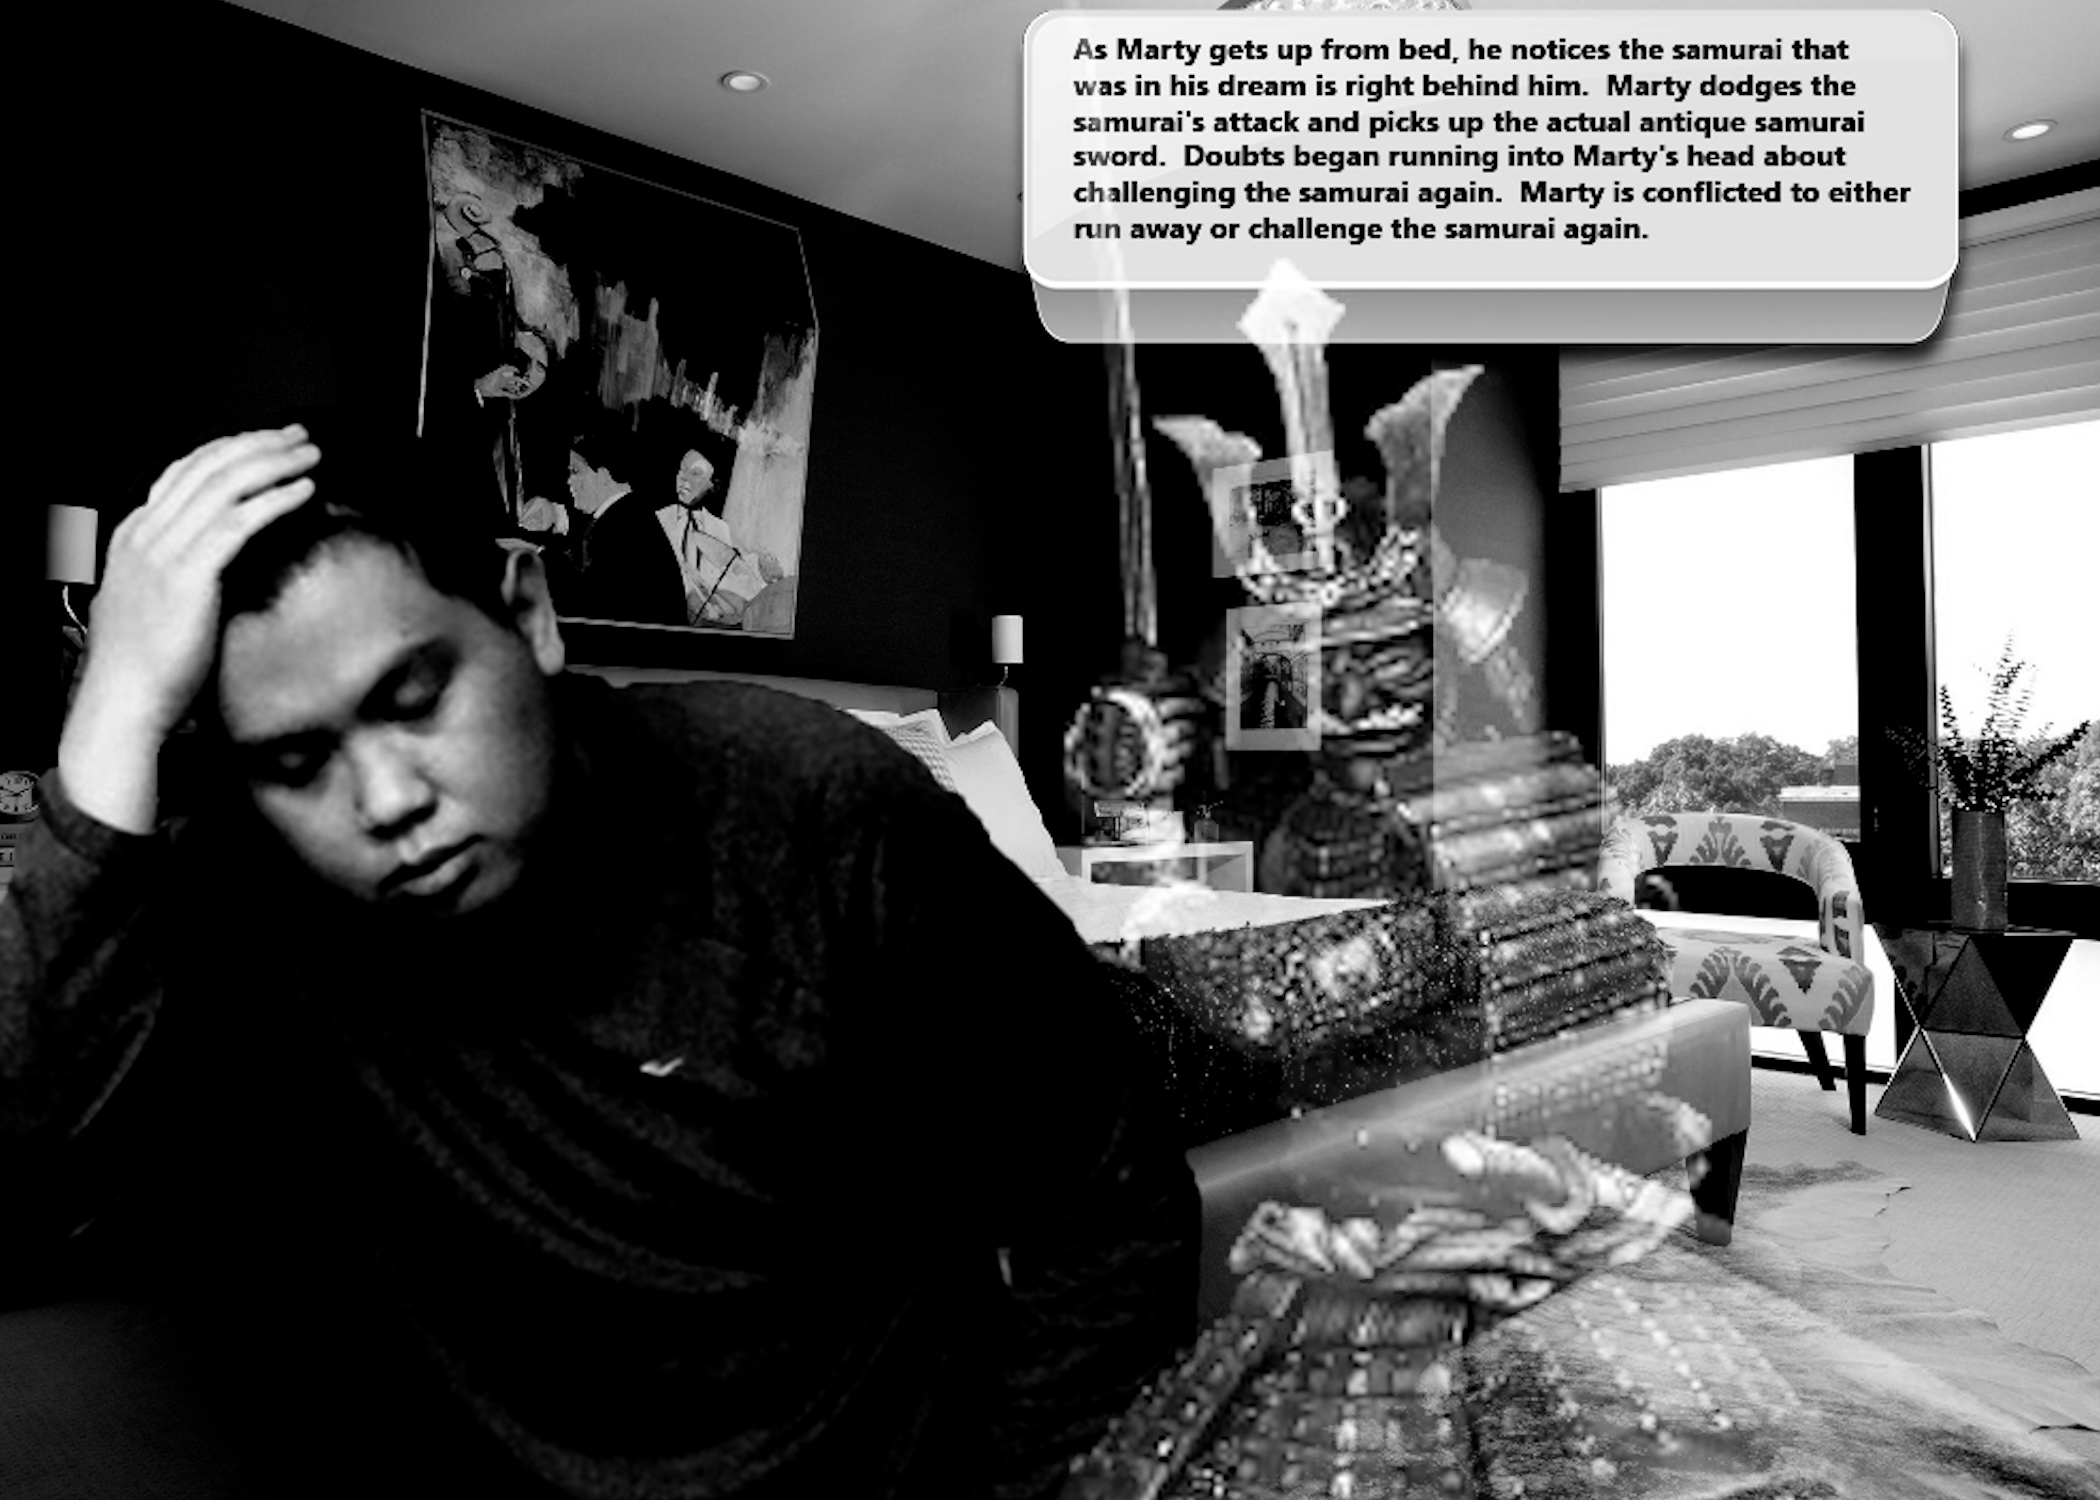 As Marty gets up from bed, he notices the samurai that
was in his dream is right behind him.  Marty dodges the
samurai's attack and picks up the actual antique samurai
sword.  Doubts began running into Marty's head about
challenging the samurai again.  Marty is conflicted to either
run away or challenge the samurai again.